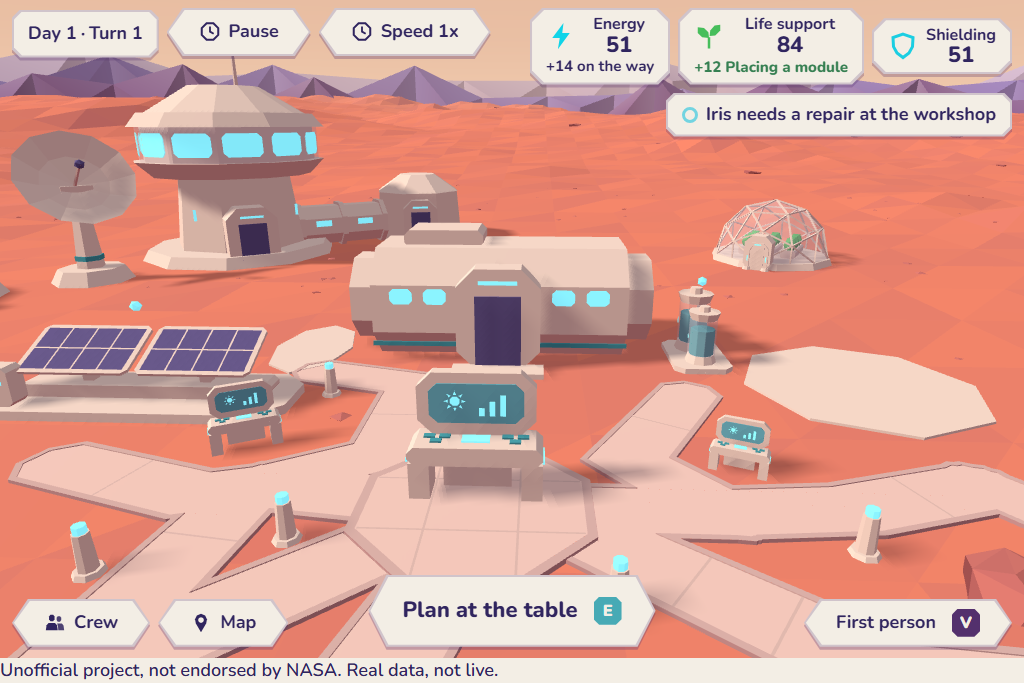 Day 1 · Turn 1
Pause
Speed 1x
Energy
51
+14 on the way
Life support
84
+12 Placing a module
Shielding
51
Iris needs a repair at the workshop
Plan at the table E
Crew
Map
First person V
Unofficial project, not endorsed by NASA. Real data, not live.